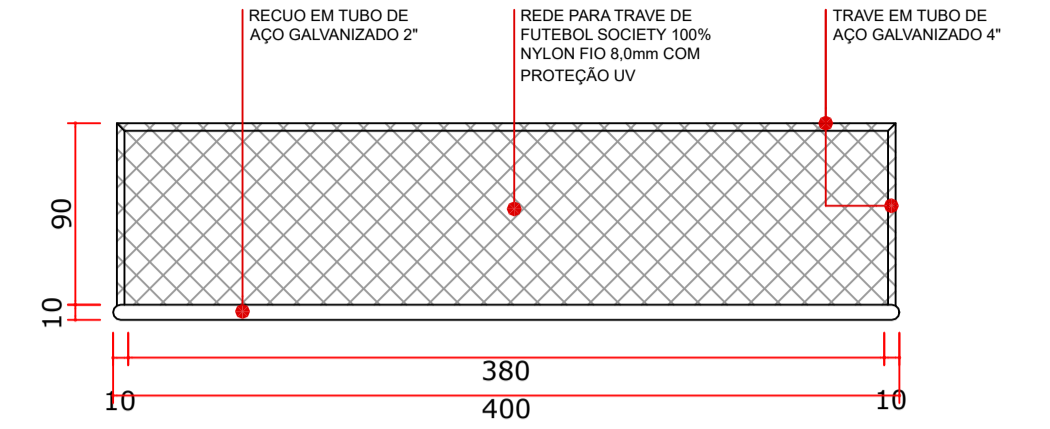 RECUO EM TUBO DE
AÇO GALVANIZADO 2"
REDE PARA TRAVE DE
FUTEBOL SOCIETY 100%
NYLON FIO 8,0mm COM
PROTEÇÃO UV
TRAVE EM TUBO DE
AÇO GALVANIZADO 4"
90
10
380
10
400
10